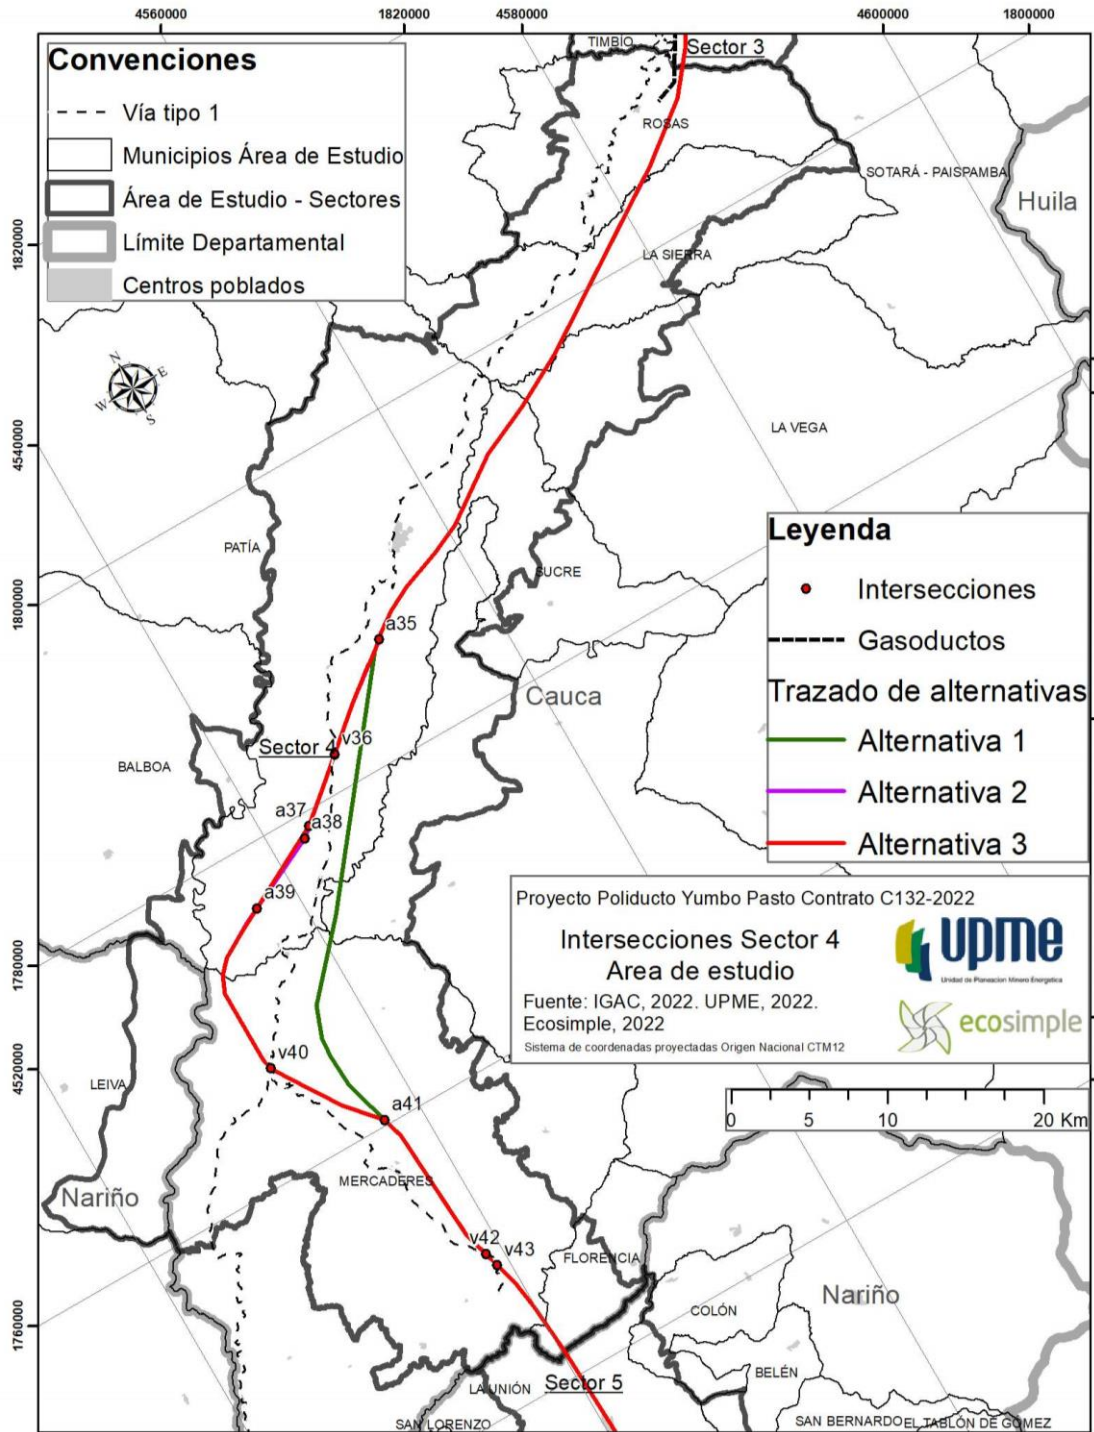 4560000
1820000
4580000
4600000
1800000
Convenciones
Vía tipo 1
Municipios Área de Estudio
Área de Estudio - Sectores
Límite Departamental
Centros poblados
TIMBÍO
Sector 3
ROSAS
SOTARÁ - PAISPAMBA
Huila
LA SIERRA
1820000
N
E
W
S
4540000
LA VEGA
PATÍA
SUCRE
1800000
a35
Cauca
Sector 4
v36
BALBOA
a37
a38
a39
Leyenda
Intersecciones
Gasoductos
Trazado de alternativas
Alternativa 1
Alternativa 2
Alternativa 3
Proyecto Poliducto Yumbo Pasto Contrato C132-2022
Intersecciones Sector 4
Area de estudio
Fuente: IGAC, 2022. UPME, 2022.
Ecosimple, 2022
Sistema de coordenadas proyectadas Origen Nacional CTM12
upme
Unidad de Planeacion Minero Energetica
ecosimple
1780000
4520000
LEIVA
v40
a41
0 5 10 20 Km
MERCADERES
Nariño
v42
v43
FLORENCIA
COLÓN
Nariño
1760000
BELÉN
LA UNIÓN
Sector 5
SAN LORENZO
SAN BERNARDO
EL TABLÓN DE GÓMEZ